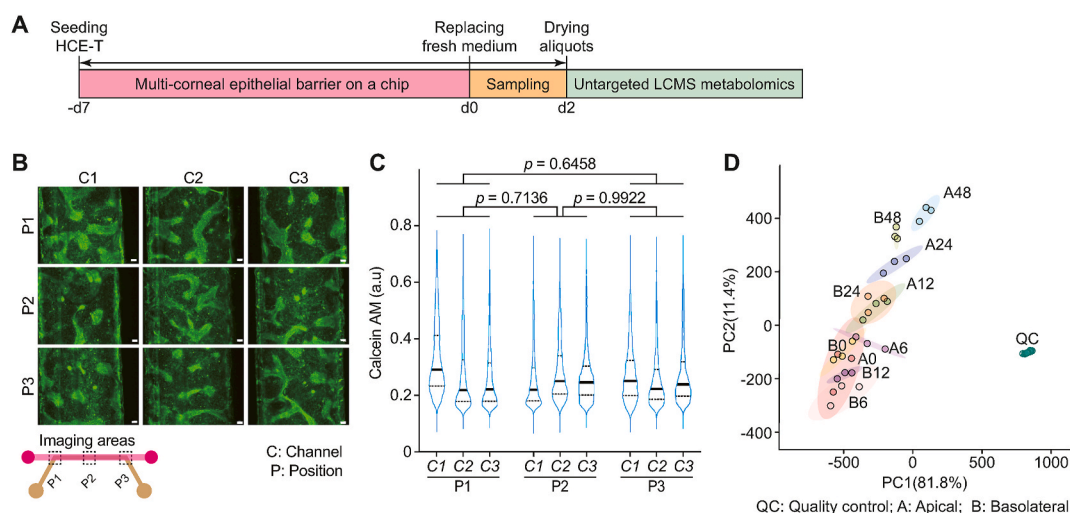 A
Seeding
HCE-T
Replacing
fresh medium
Drying
aliquots
Multi-corneal epithelial barrier on a chip
Sampling
Untargeted LCMS metabolomics
-d7
d0
d2
B
C1
C2
C3
P1
P2
P3
Imaging areas
P1
P2
P3
C: Channel
P: Position
C
p = 0.6458
p = 0.7136
p = 0.9922
Calcein AM (a.u)
0.8
0.6
0.4
0.2
0
C1 C2 C3 C1 C2 C3 C1 C2 C3
P1 P2 P3
D
PC2(11.4%)
400
200
0
-200
-400
A48
B48
A24
B24
A12
A6
B0
A0
B12
B6
QC
-500 0 500 1000
PC1(81.8%)
QC: Quality control; A: Apical; B: Basolateral